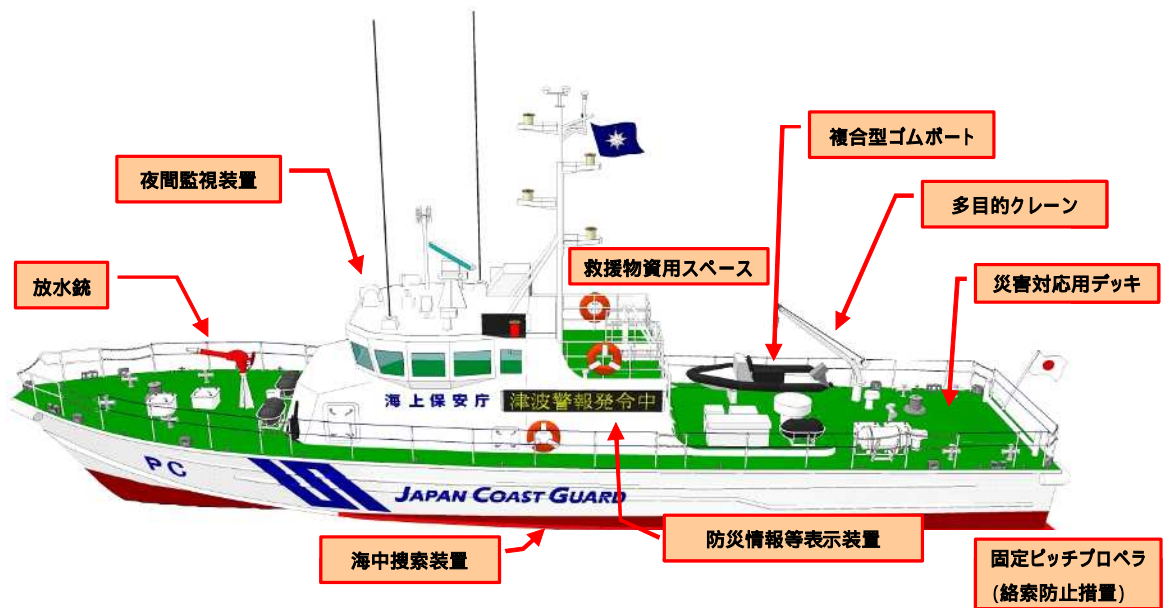 複合型ゴムボート
夜間監視装置
多目的クレーン
救援物資用スペース
放水銃
災害対応用デッキ
海上保安庁
津波警報発令中
PC
JAPAN COAST GUARD
防災情報等表示装置
海中捜索装置
固定ピッチプロペラ
(絡索防止措置)